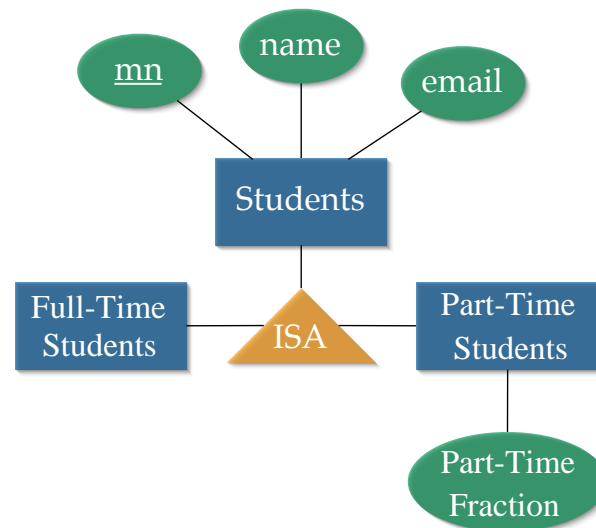 mn
name
email
Students
Full-Time
Students
ISA
Part-Time
Students
Part-Time
Fraction